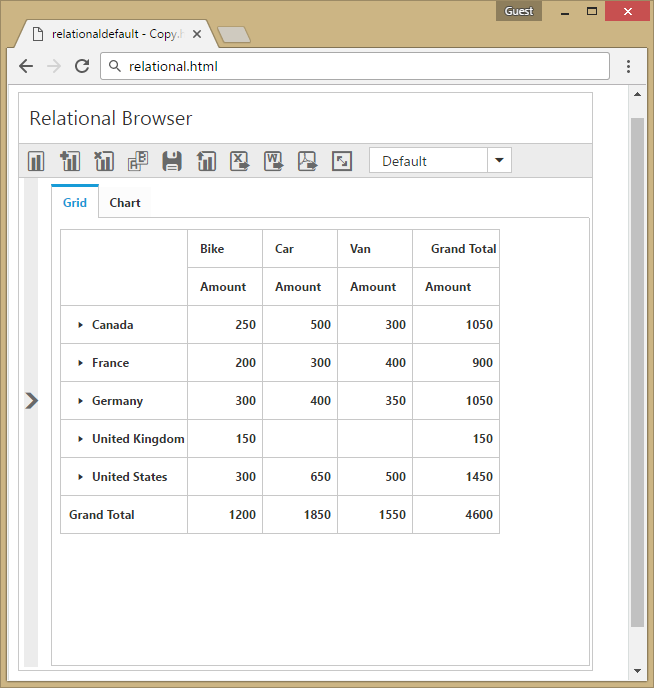 Guest
relationaldefault - Copy.h
relational.html
Relational Browser
A B X W Default
Grid Chart
Bike Car Van Grand Total
Amount Amount Amount Amount
Canada 250 500 300 1050
France 200 300 400 900
Germany 300 400 350 1050
United Kingdom 150 150
United States 300 650 500 1450
Grand Total 1200 1850 1550 4600